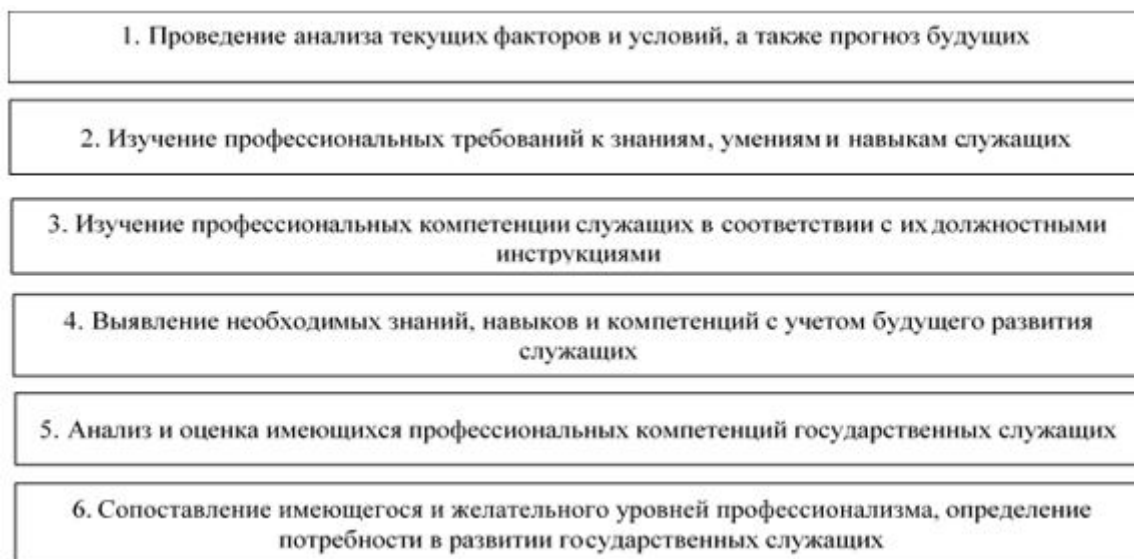 1. Проведение анализа текущих факторов и условий, а также прогноз будущих
2. Изучение профессиональных требований к знаниям, умениям и навыкам служащих
3. Изучение профессиональных компетенции служащих в соответствии с их должностными
инструкциями
4. Выявление необходимых знаний, навыков и компетенций с учетом будущего развития
служащих
5. Анализ и оценка имеющихся профессиональных компетенций государственных служащих
6. Сопоставление имеющегося и желательного уровней профессионализма, определение
потребности в развитии государственных служащих